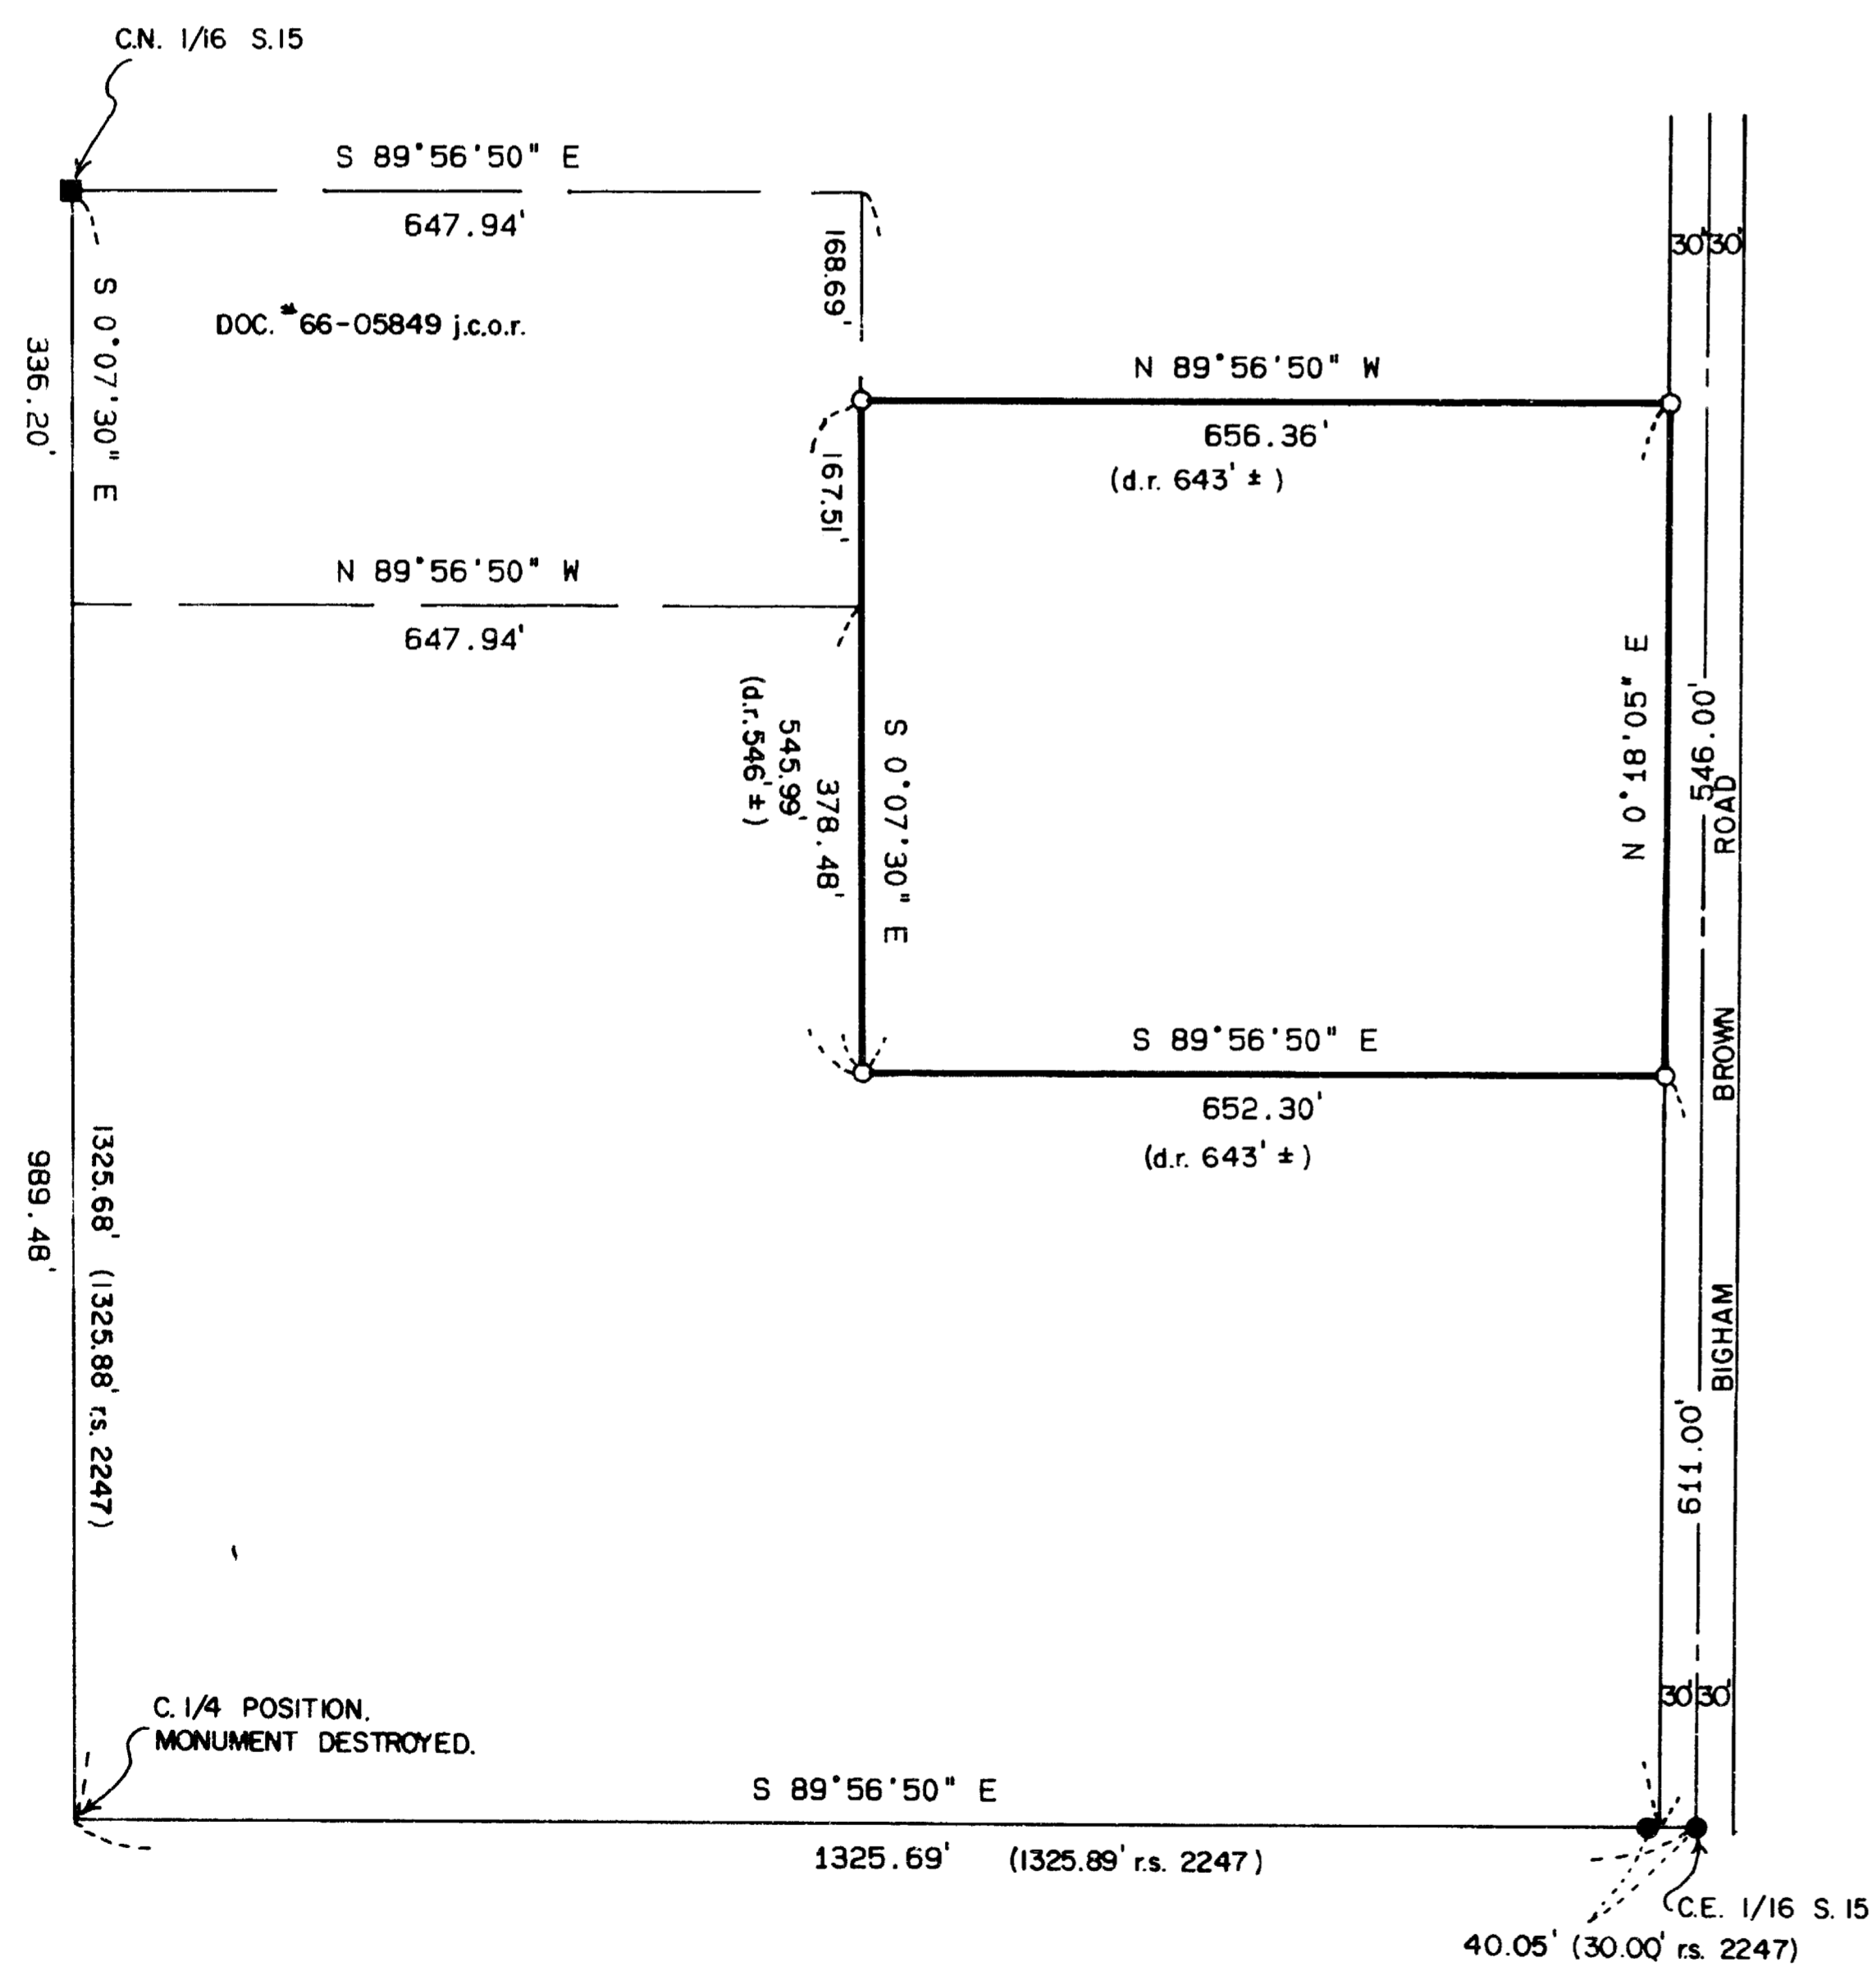 C.N. 1/16 S.15
S 89°56'50" E
647.94'
168.69'
30' 30'
S 0°07'30" E
336.20'
DOC. #66-05849 j.c.o.r.
N 89°56'50" W
656.36'
(d.r. 643' ± )
167.51'
N 89°56'50" W
647.94'
S 0°07'30" E
378.48'
545.99'
(d.r. 546' ±)
N 0°18'05" E
546.00'
S 89°56'50" E
652.30'
(d.r. 643' ±)
BIGHAM BROWN ROAD
1325.68' (1325.88' r.s. 2247)
989.48'
611.00'
C. 1/4 POSITION.
MONUMENT DESTROYED.
30' 30'
S 89°56'50" E
1325.69' (1325.89' r.s. 2247)
C.E. 1/16 S. 15
40.05' (30.00' r.s. 2247)